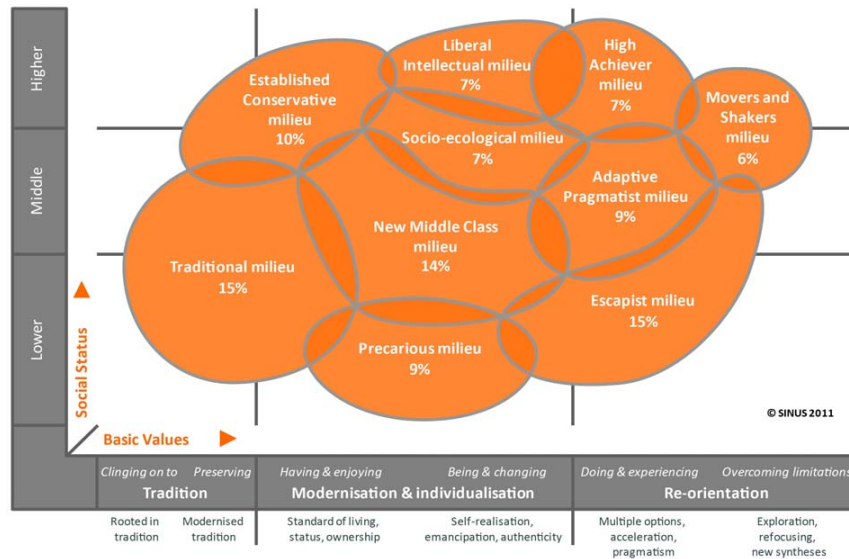 Higher
Middle
Lower
Social Status
Basic Values
Liberal
Intellectual milieu
7%
High
Achiever
milieu
7%
Established
Conservative
milieu
10%
Movers and
Shakers
milieu
6%
Socio-ecological milieu
7%
Adaptive
Pragmatist milieu
9%
New Middle Class
milieu
14%
Traditional milieu
15%
Escapist milieu
15%
Precarious milieu
9%
© SINUS 2011
Clinging on to
Preserving
Tradition
Having & enjoying
Being & changing
Modernisation & individualisation
Doing & experiencing
Overcoming limitations
Re-orientation
Rooted in
tradition
Modernised
tradition
Standard of living,
status, ownership
Self-realisation,
emancipation, authenticity
Multiple options,
acceleration,
pragmatism
Exploration,
refocusing,
new syntheses